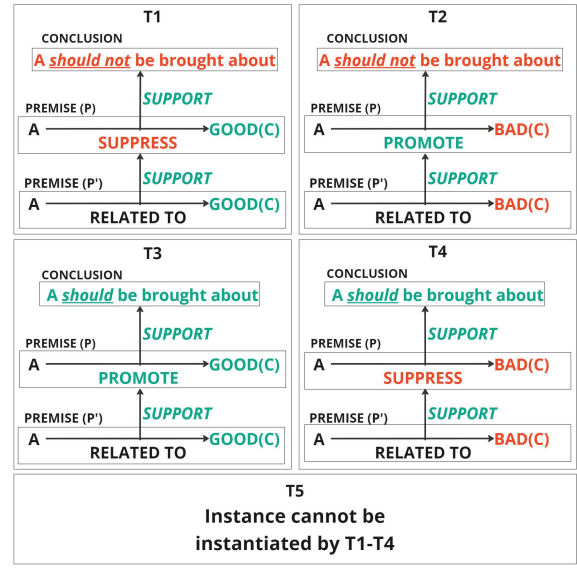 T1
CONCLUSION
A should not be brought about
SUPPORT
PREMISE (P)
A GOOD(C)
SUPPRESS
PREMISE (P') SUPPORT
A GOOD(C)
RELATED TO
T2
CONCLUSION
A should not be brought about
SUPPORT
PREMISE (P)
A BAD(C)
PROMOTE
PREMISE (P') SUPPORT
A BAD(C)
RELATED TO
T3
CONCLUSION
A should be brought about
SUPPORT
PREMISE (P)
A GOOD(C)
PROMOTE
PREMISE (P') SUPPORT
A GOOD(C)
RELATED TO
T4
CONCLUSION
A should be brought about
SUPPORT
PREMISE (P)
A BAD(C)
SUPPRESS
PREMISE (P') SUPPORT
A BAD(C)
RELATED TO
T5
Instance cannot be
instantiated by T1-T4